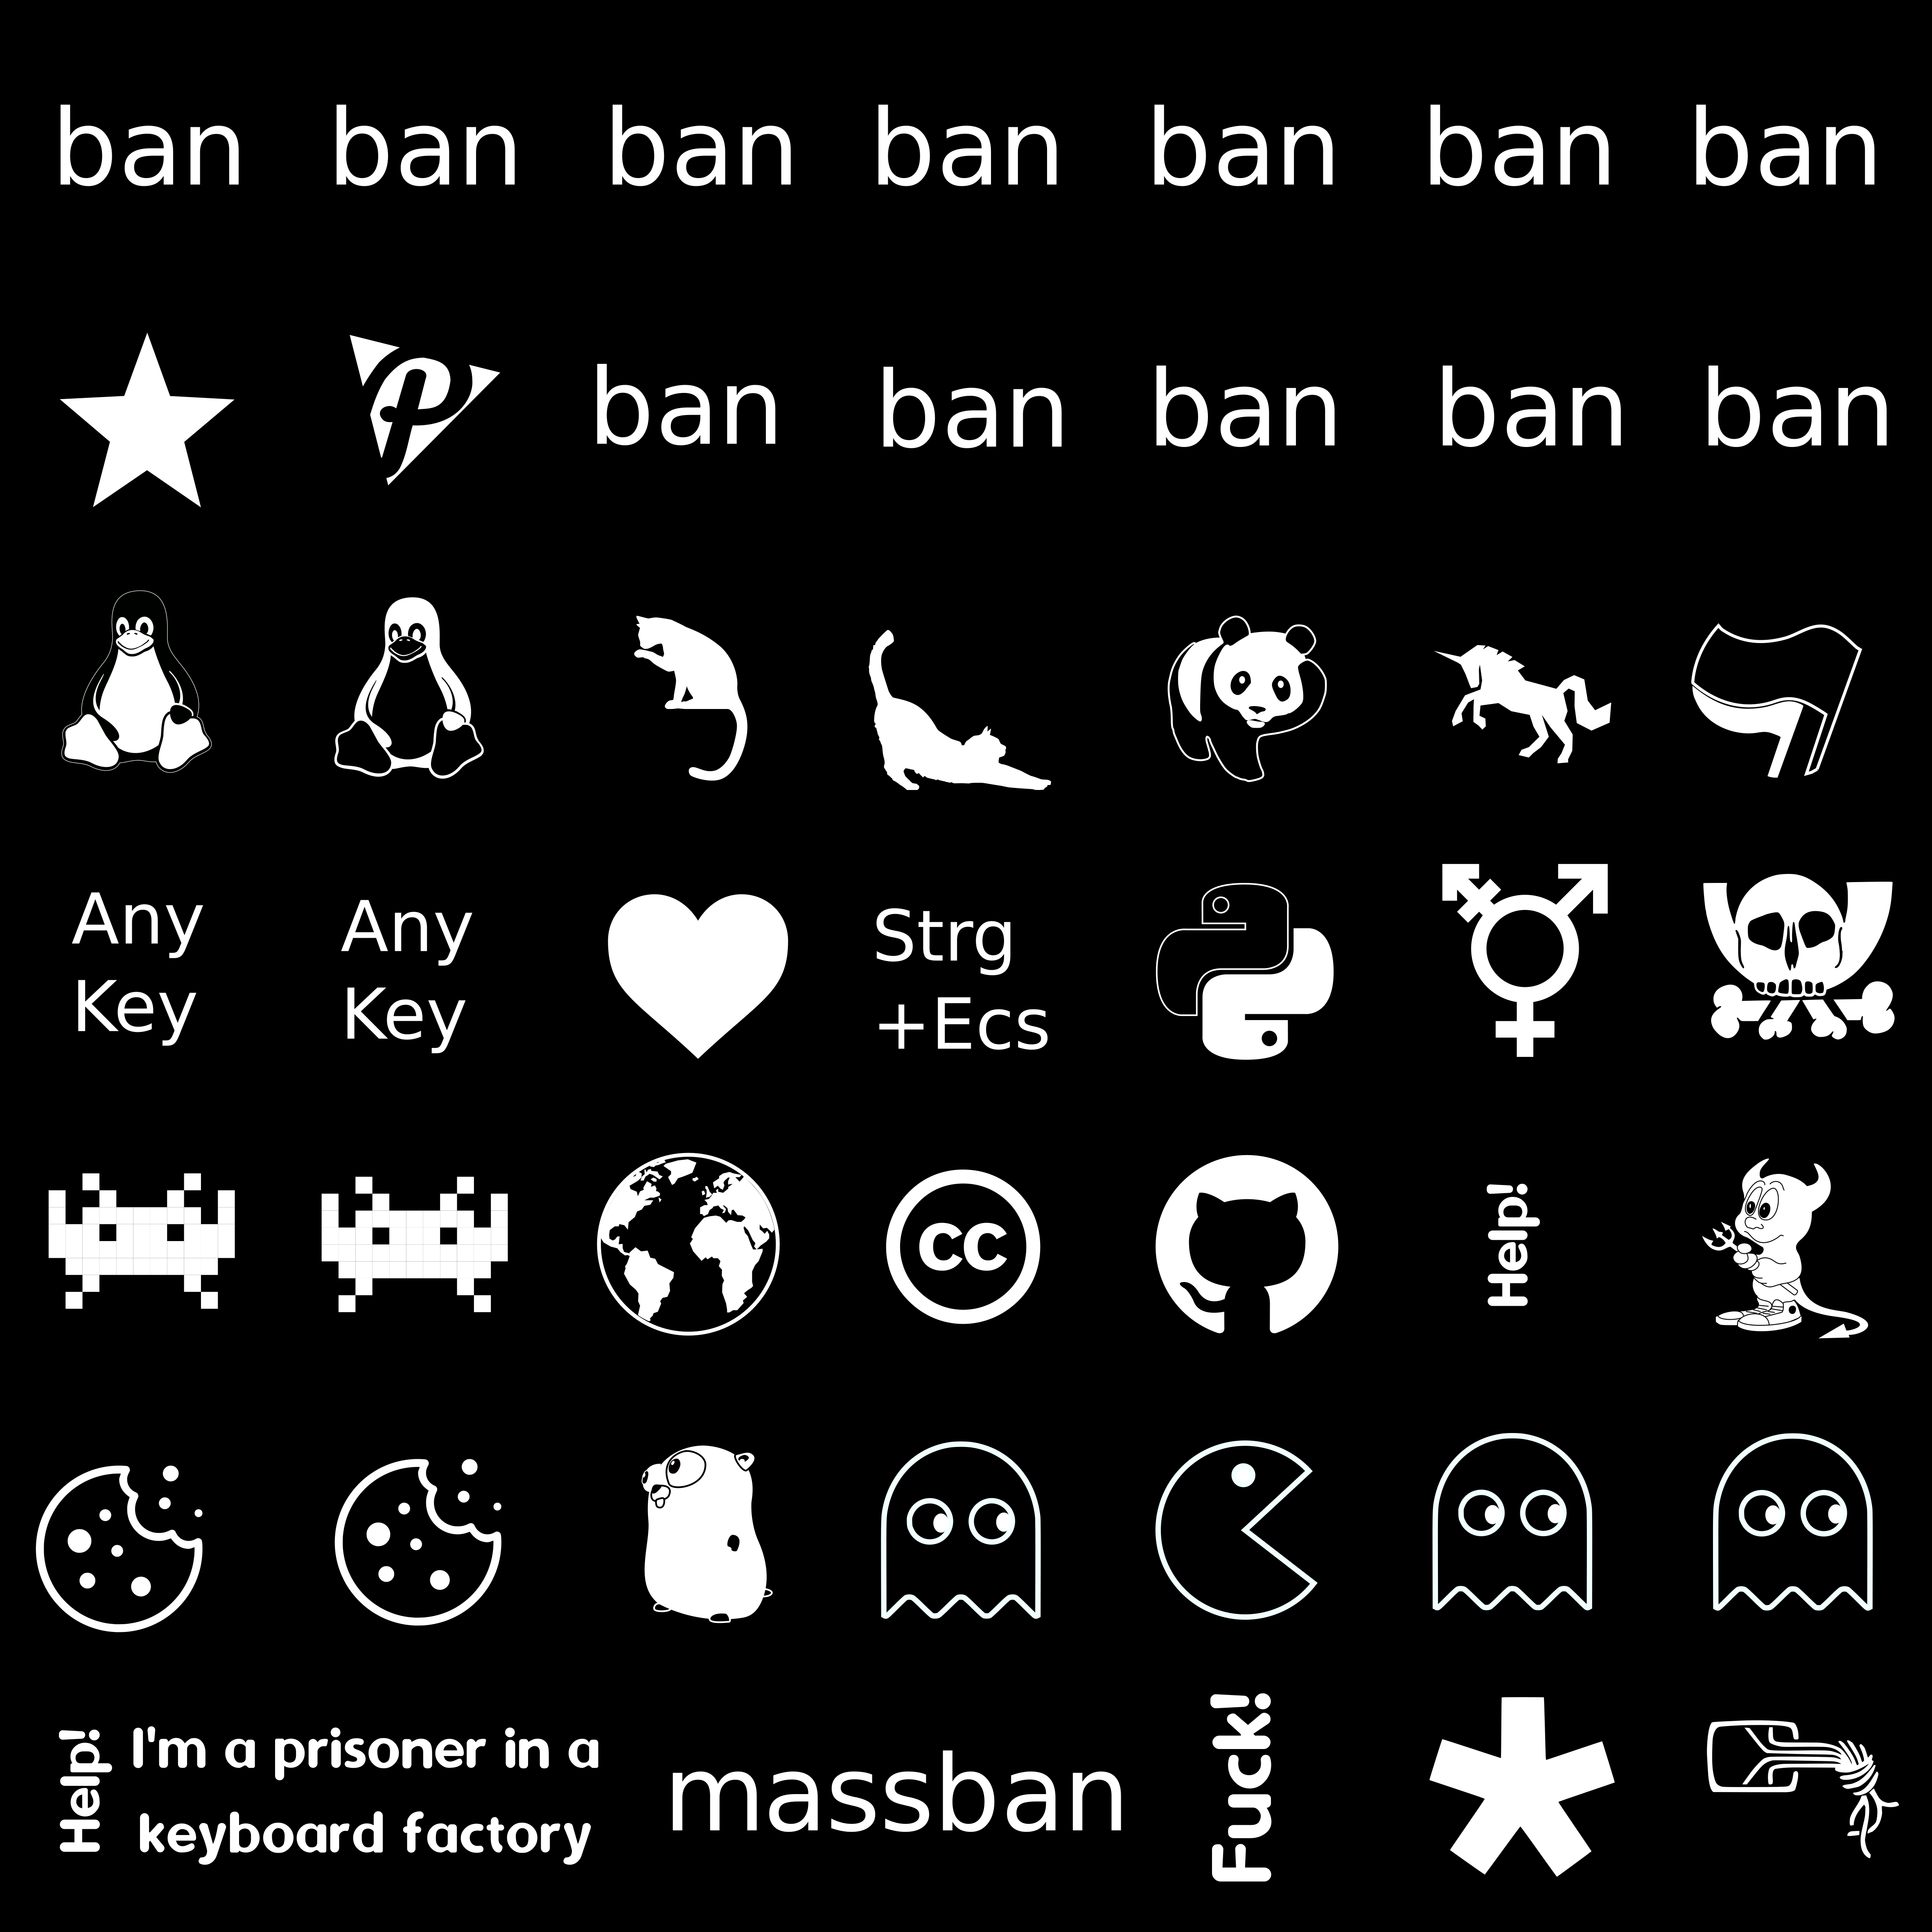 ban ban ban ban ban ban ban
ban ban ban ban ban
Any
Key
Any
Key
Strg
+Ecs
cc
Help!
Help!
I'm a prisoner in a
keyboard factory
massban
Fuck!